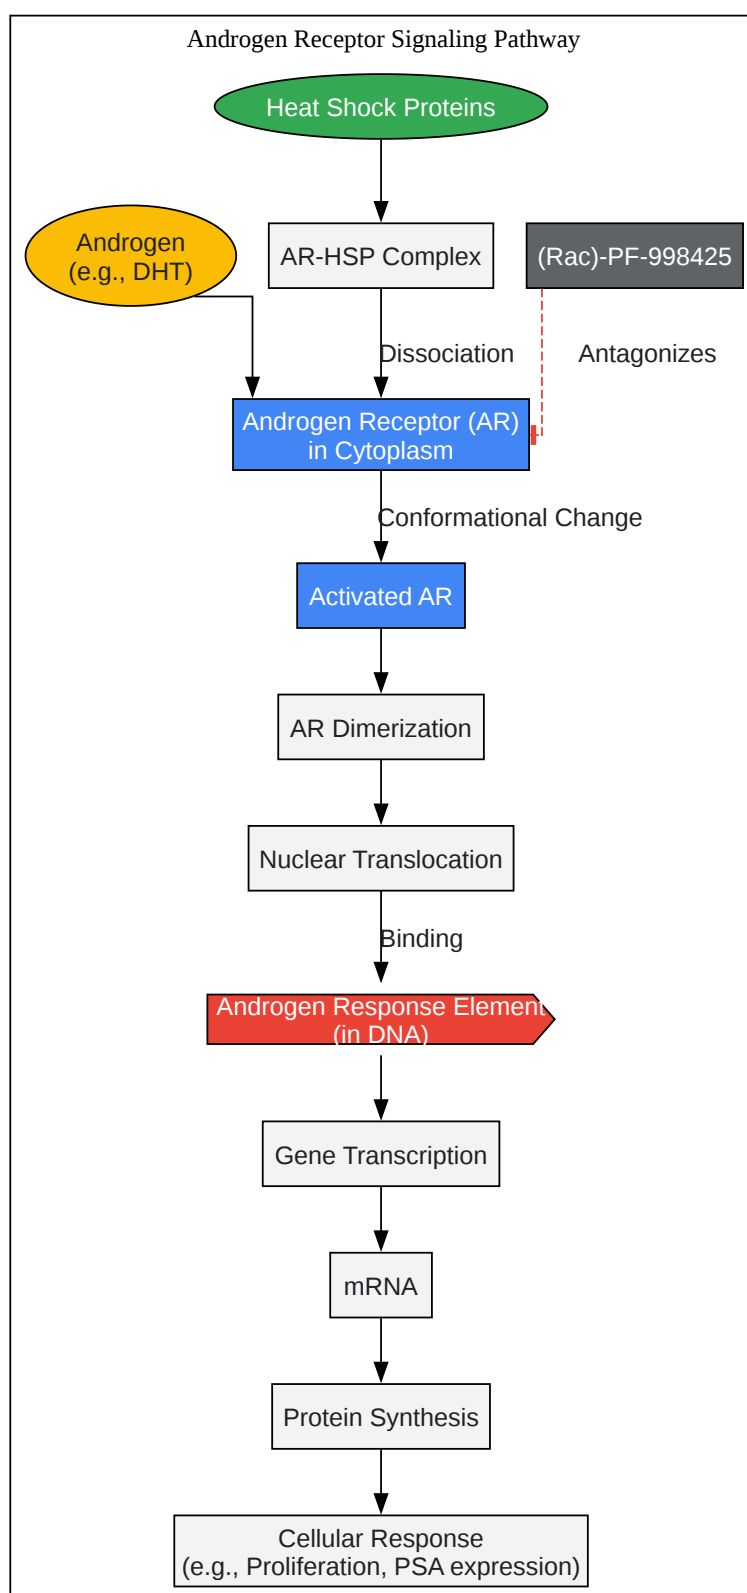 Androgen Receptor Signaling Pathway
Heat Shock Proteins
Androgen
(e.g., DHT)
AR-HSP Complex
(Rac)-PF-998425
Dissociation
Antagonizes
Androgen Receptor (AR)
in Cytoplasm
Conformational Change
Activated AR
AR Dimerization
Nuclear Translocation
Binding
Androgen Response Element
(in DNA)
Gene Transcription
mRNA
Protein Synthesis
Cellular Response
(e.g., Proliferation, PSA expression)